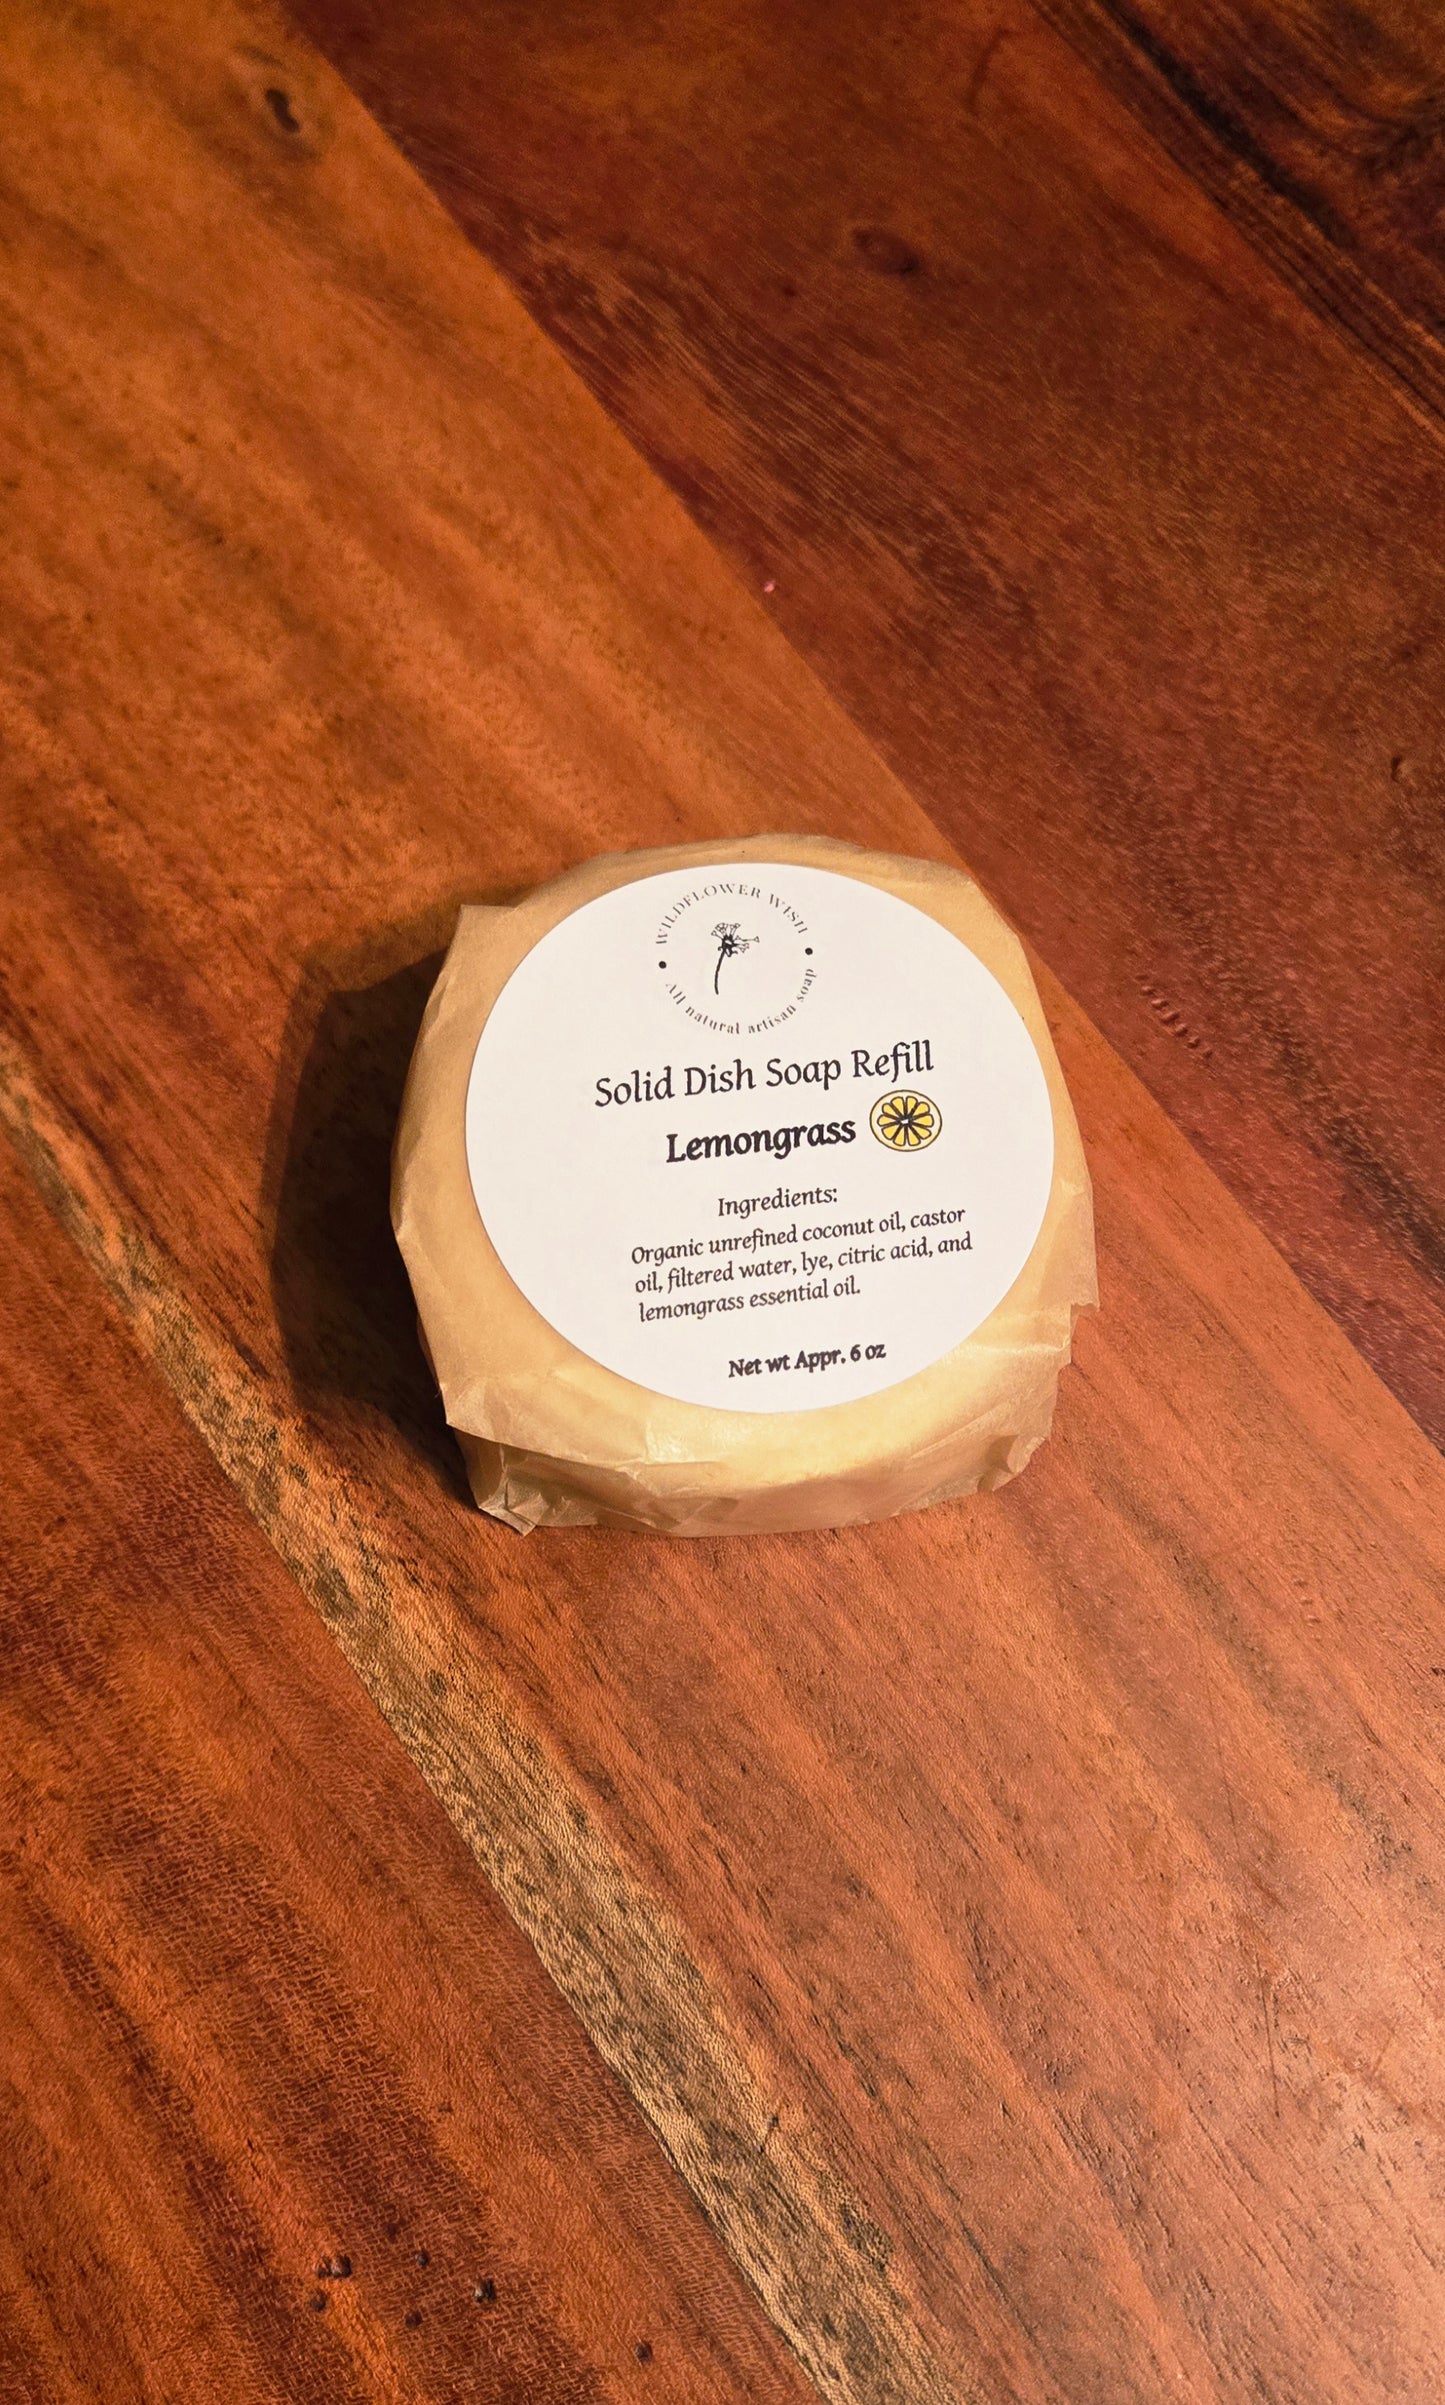 WILDFLOWER WISH
All natural artisan soap
Solid Dish Soap Refill
Lemongrass
Ingredients:
Organic unrefined coconut oil, castor
oil, filtered water, lye, citric acid, and
lemongrass essential oil.
Net wt Appr. 6 oz